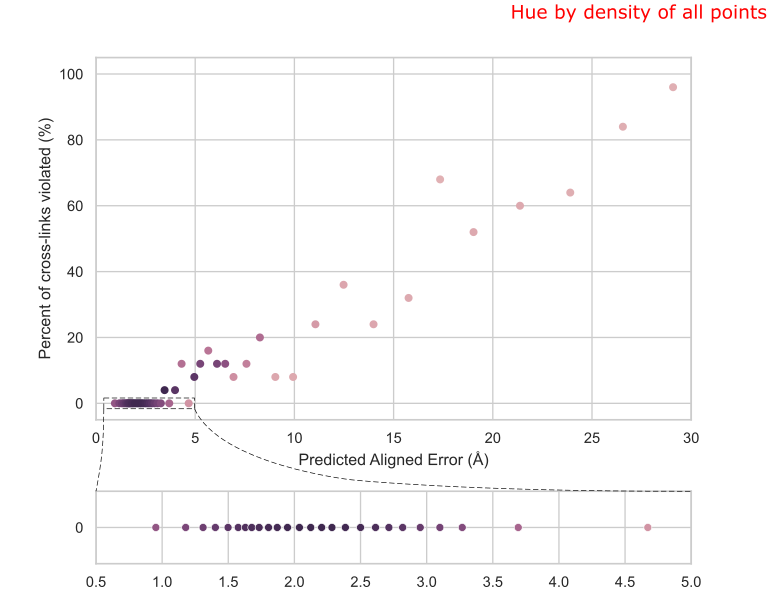 Hue by density of all points
Percent of cross-links violated (%)
100
80
60
40
20
0
0 5 10 15 20 25 30
Predicted Aligned Error (Å)
0
0.5 1.0 1.5 2.0 2.5 3.0 3.5 4.0 4.5 5.0